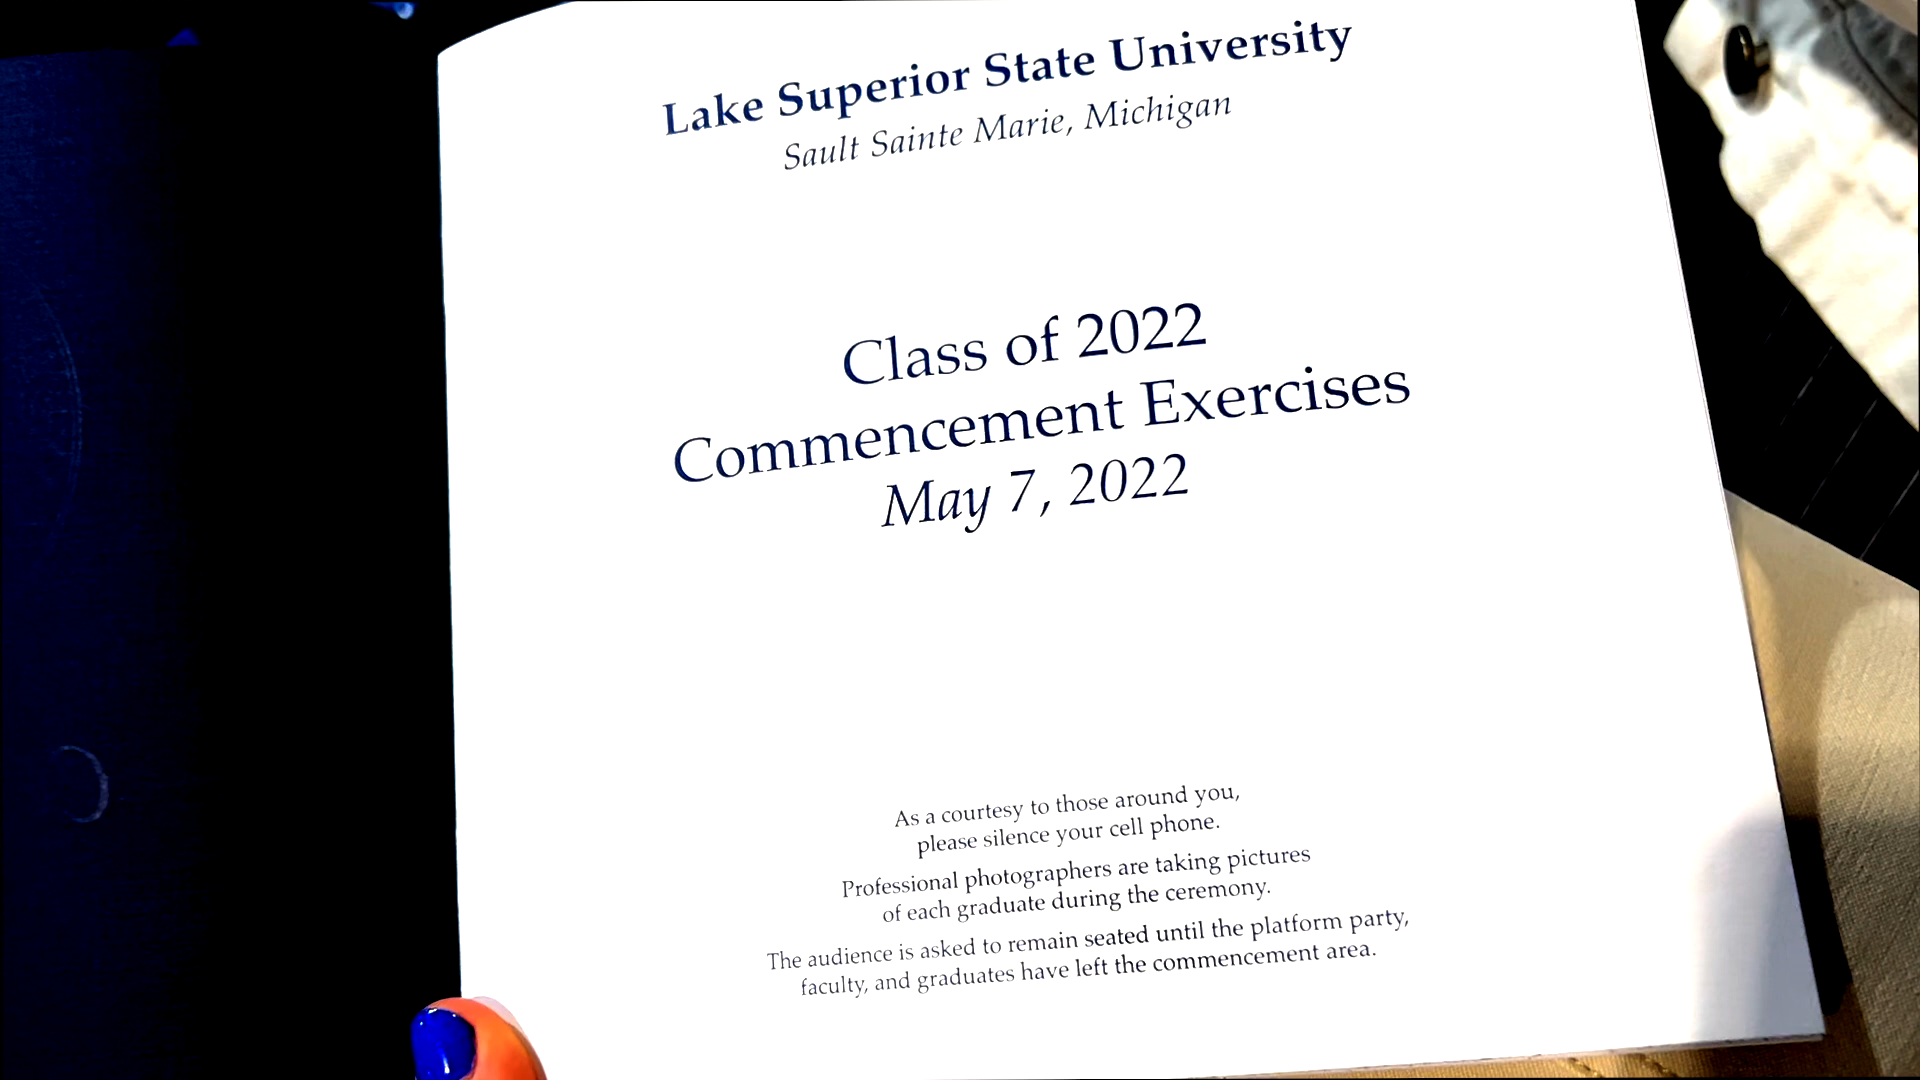 Lake Superior State University
Sault Sainte Marie, Michigan
Class of 2022
Commencement Exercises
May 7, 2022
As a courtesy to those around you,
please silence your cell phone.
Professional photographers are taking pictures
of each graduate during the ceremony.
The audience is asked to remain seated until the platform party,
faculty, and graduates have left the commencement area.